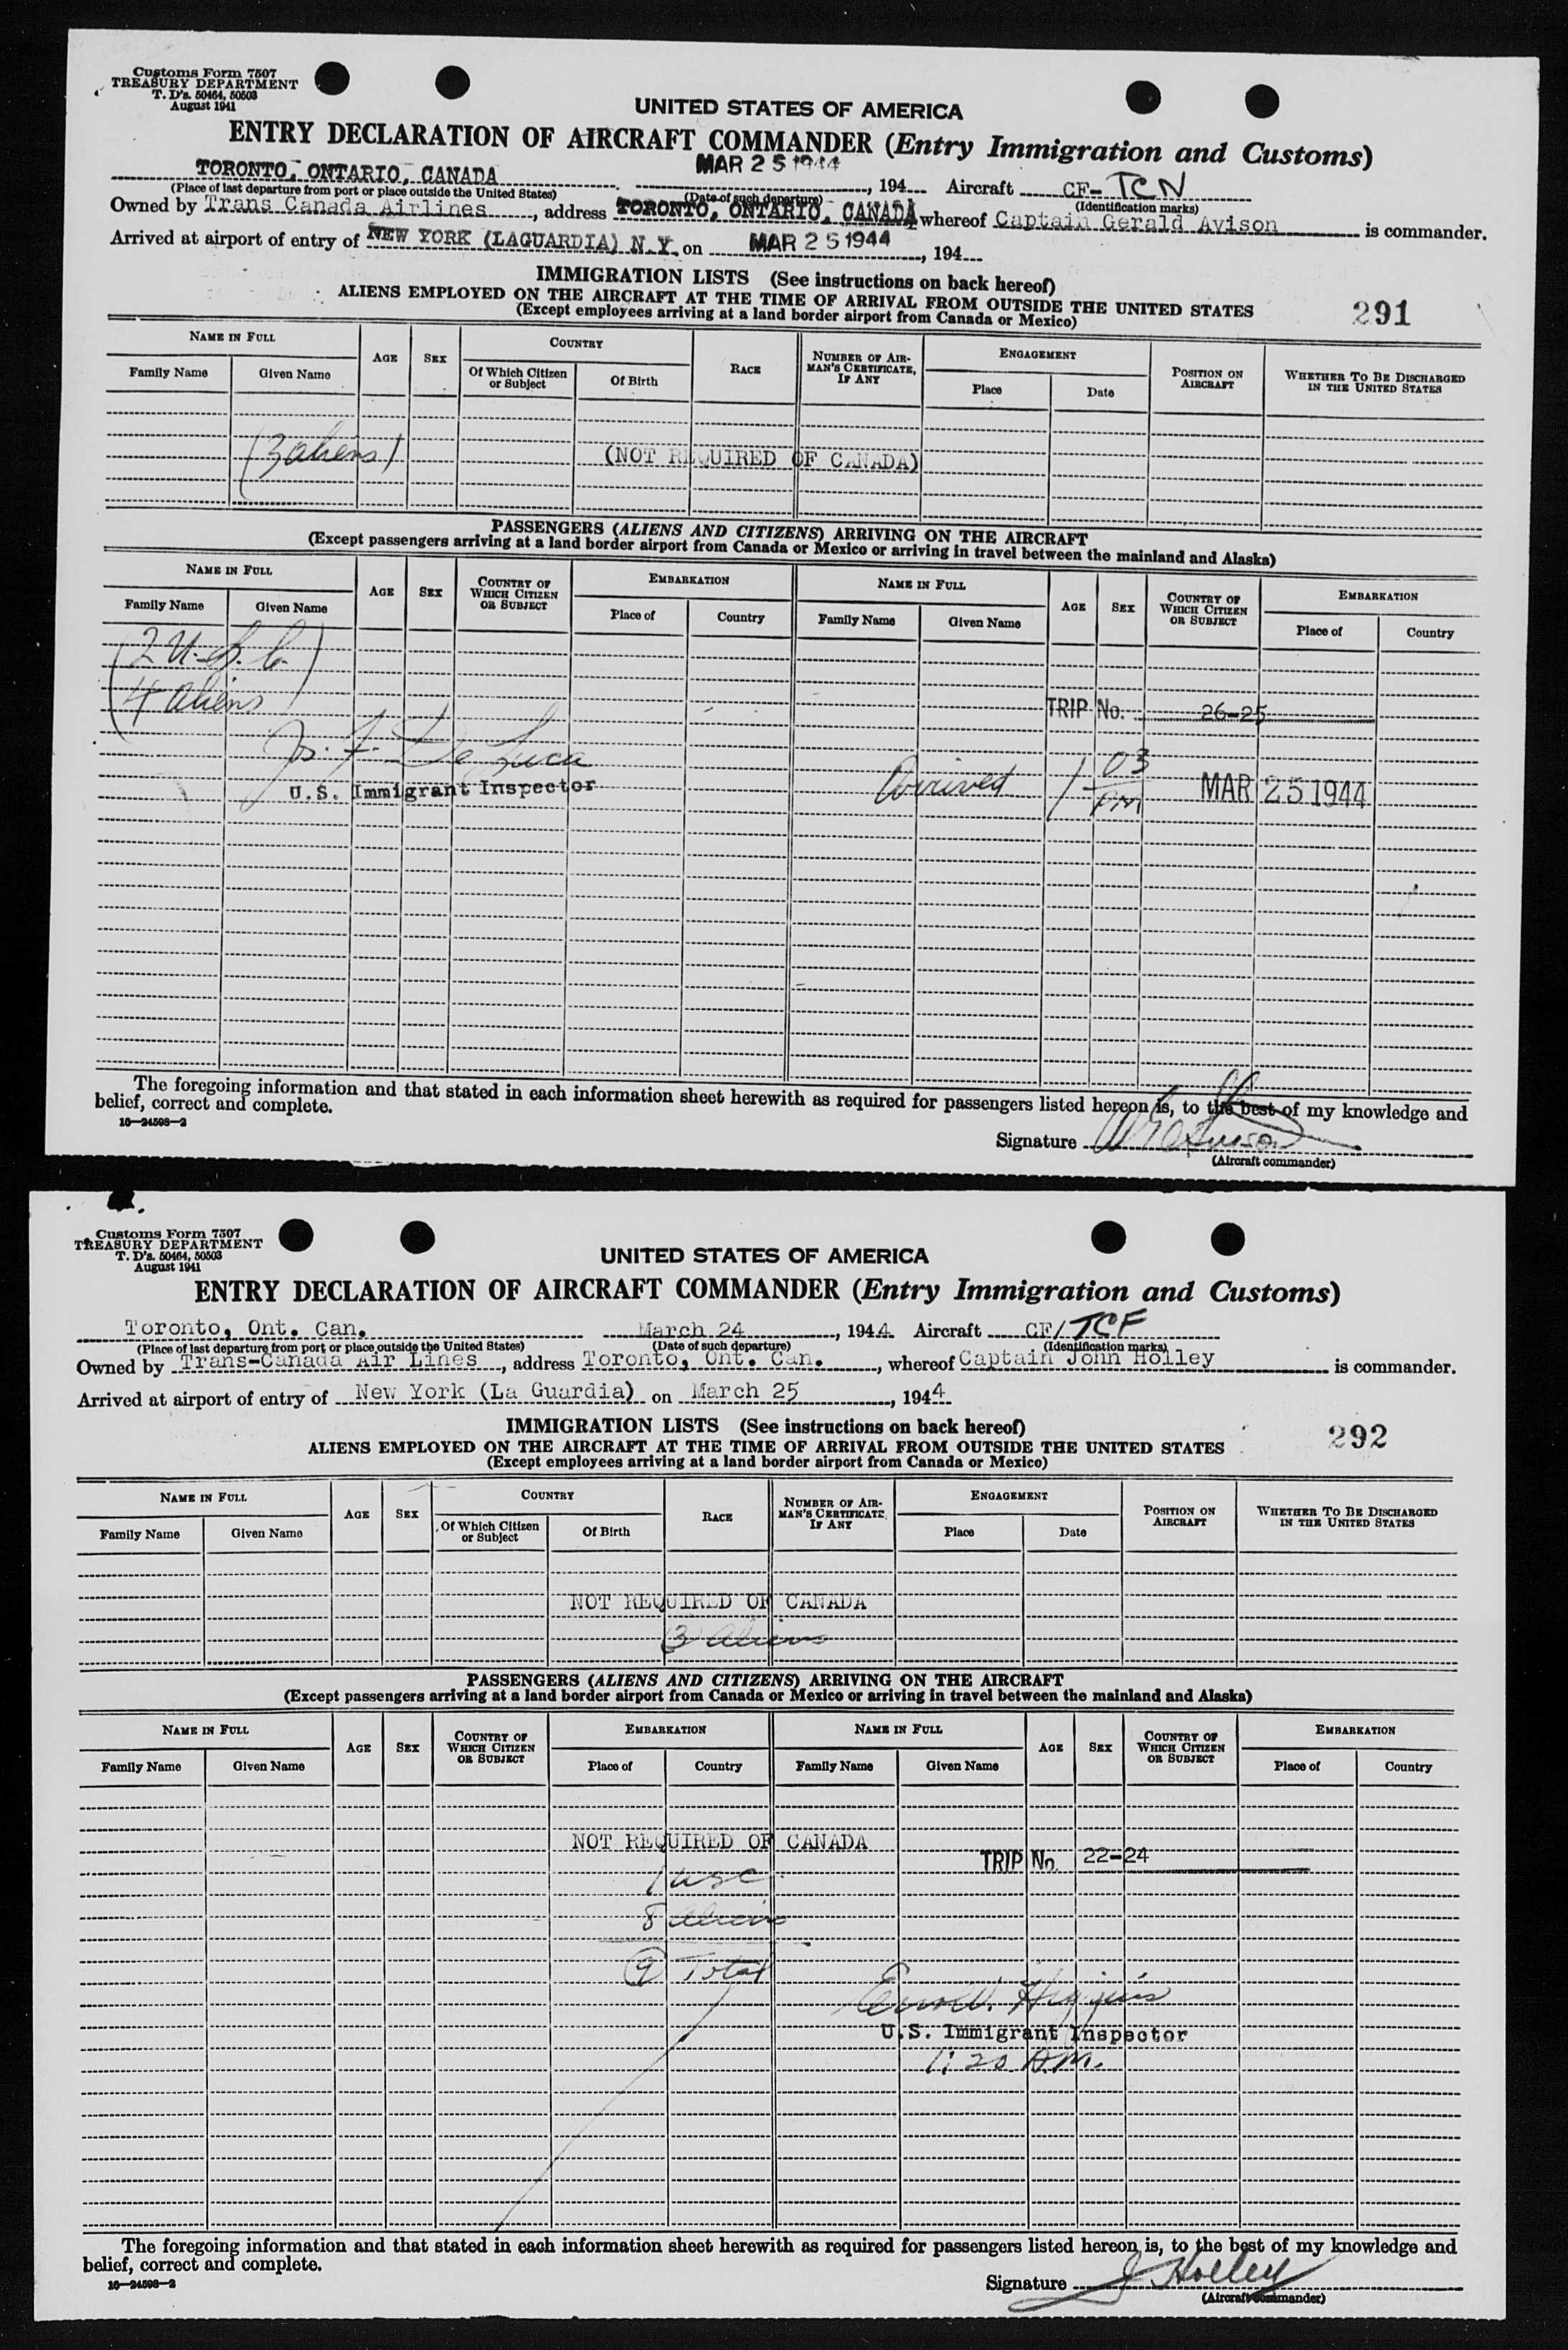 Customs Form 7507
TREASURY DEPARTMENT
T. D's. 50464, 50503
August 1941
UNITED STATES OF AMERICA
ENTRY DECLARATION OF AIRCRAFT COMMANDER (Entry Immigration and Customs)
TORONTO, ONTARIO, CANADA MAR 25 1944, 194 Aircraft CF-TCN
(Place of last departure from port or place outside the United States) (Date of such departure) (Identification marks)
Owned by Trans Canada Airlines, address TORONTO, ONTARIO, CANADA whereof Captain Gerald Avison is commander.
Arrived at airport of entry of NEW YORK (LAGUARDIA) N.Y. on MAR 25 1944, 194
IMMIGRATION LISTS (See instructions on back hereof)
ALIENS EMPLOYED ON THE AIRCRAFT AT THE TIME OF ARRIVAL FROM OUTSIDE THE UNITED STATES
(Except employees arriving at a land border airport from Canada or Mexico)
291
NAME IN FULL AGE SEX COUNTRY RACE NUMBER OF AIRMAN'S CERTIFICATE, IF ANY ENGAGEMENT POSITION ON AIRCRAFT WHETHER TO BE DISCHARGED IN THE UNITED STATES
Family Name Given Name Of Which Citizen or Subject Of Birth Place Date
(3 aliens) (NOT REQUIRED OF CANADA)
PASSENGERS (ALIENS AND CITIZENS) ARRIVING ON THE AIRCRAFT
(Except passengers arriving at a land border airport from Canada or Mexico or arriving in travel between the mainland and Alaska)
NAME IN FULL AGE SEX COUNTRY OF WHICH CITIZEN OR SUBJECT EMBARKATION NAME IN FULL AGE SEX COUNTRY OF WHICH CITIZEN OR SUBJECT EMBARKATION
Family Name Given Name Place of Country Family Name Given Name Place of Country
(2 U.S.C.
4 aliens)
TRIP No. 26-25
Js. F. De Luca
U.S. Immigrant Inspector
Arrived 1 03 PM MAR 25 1944
The foregoing information and that stated in each information sheet herewith as required for passengers listed hereon is, to the best of my knowledge and
belief, correct and complete.
16—24598-2
Signature
(Aircraft commander)
Customs Form 7507
TREASURY DEPARTMENT
T. D's. 50464, 50503
August 1941
UNITED STATES OF AMERICA
ENTRY DECLARATION OF AIRCRAFT COMMANDER (Entry Immigration and Customs)
Toronto, Ont. Can. March 24, 1944. Aircraft CF/TCF
(Place of last departure from port or place outside the United States) (Date of such departure) (Identification marks)
Owned by Trans-Canada Air Lines, address Toronto, Ont. Can., whereof Captain John Holley is commander.
Arrived at airport of entry of New York (La Guardia) on March 25, 1944
IMMIGRATION LISTS (See instructions on back hereof)
ALIENS EMPLOYED ON THE AIRCRAFT AT THE TIME OF ARRIVAL FROM OUTSIDE THE UNITED STATES
(Except employees arriving at a land border airport from Canada or Mexico)
292
NAME IN FULL AGE SEX COUNTRY RACE NUMBER OF AIRMAN'S CERTIFICATE, IF ANY ENGAGEMENT POSITION ON AIRCRAFT WHETHER TO BE DISCHARGED IN THE UNITED STATES
Family Name Given Name Of Which Citizen or Subject Of Birth Place Date
NOT REQUIRED OF CANADA
3 aliens
PASSENGERS (ALIENS AND CITIZENS) ARRIVING ON THE AIRCRAFT
(Except passengers arriving at a land border airport from Canada or Mexico or arriving in travel between the mainland and Alaska)
NAME IN FULL AGE SEX COUNTRY OF WHICH CITIZEN OR SUBJECT EMBARKATION NAME IN FULL AGE SEX COUNTRY OF WHICH CITIZEN OR SUBJECT EMBARKATION
Family Name Given Name Place of Country Family Name Given Name Place of Country
NOT REQUIRED OF CANADA
TRIP No. 22-24
1 usc.
8 aliens
9 Total
Higgins
U.S. Immigrant Inspector
1:20 A.M.
The foregoing information and that stated in each information sheet herewith as required for passengers listed hereon is, to the best of my knowledge and
belief, correct and complete.
16—24598-2
Signature J Holley
(Aircraft commander)